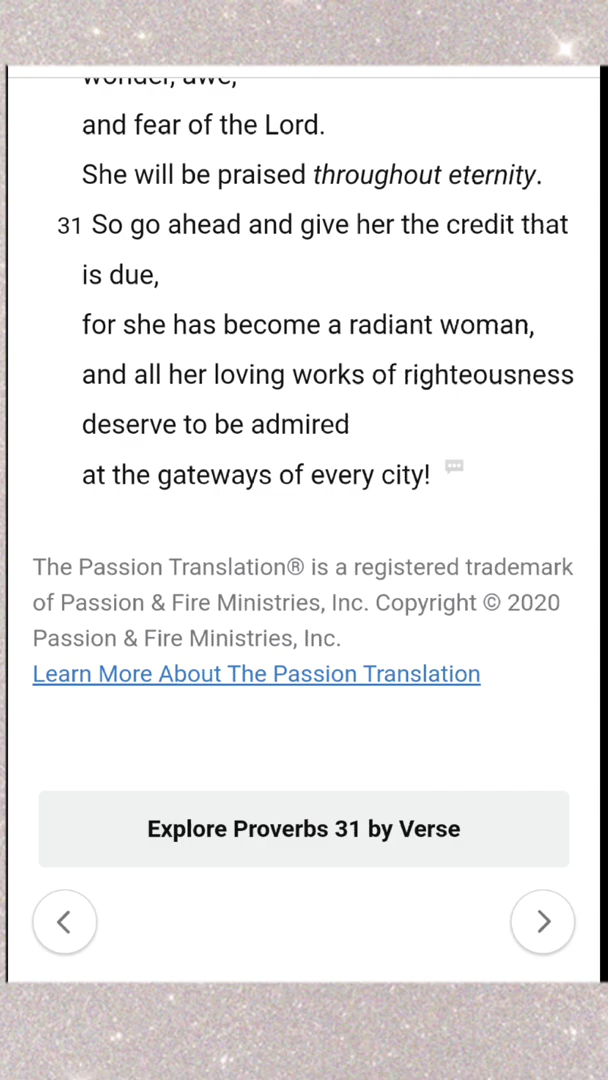 wonder, awe,
and fear of the Lord.
She will be praised throughout eternity.
31 So go ahead and give her the credit that
is due,
for she has become a radiant woman,
and all her loving works of righteousness
deserve to be admired
at the gateways of every city!
The Passion Translation® is a registered trademark
of Passion & Fire Ministries, Inc. Copyright © 2020
Passion & Fire Ministries, Inc.
Learn More About The Passion Translation
Explore Proverbs 31 by Verse